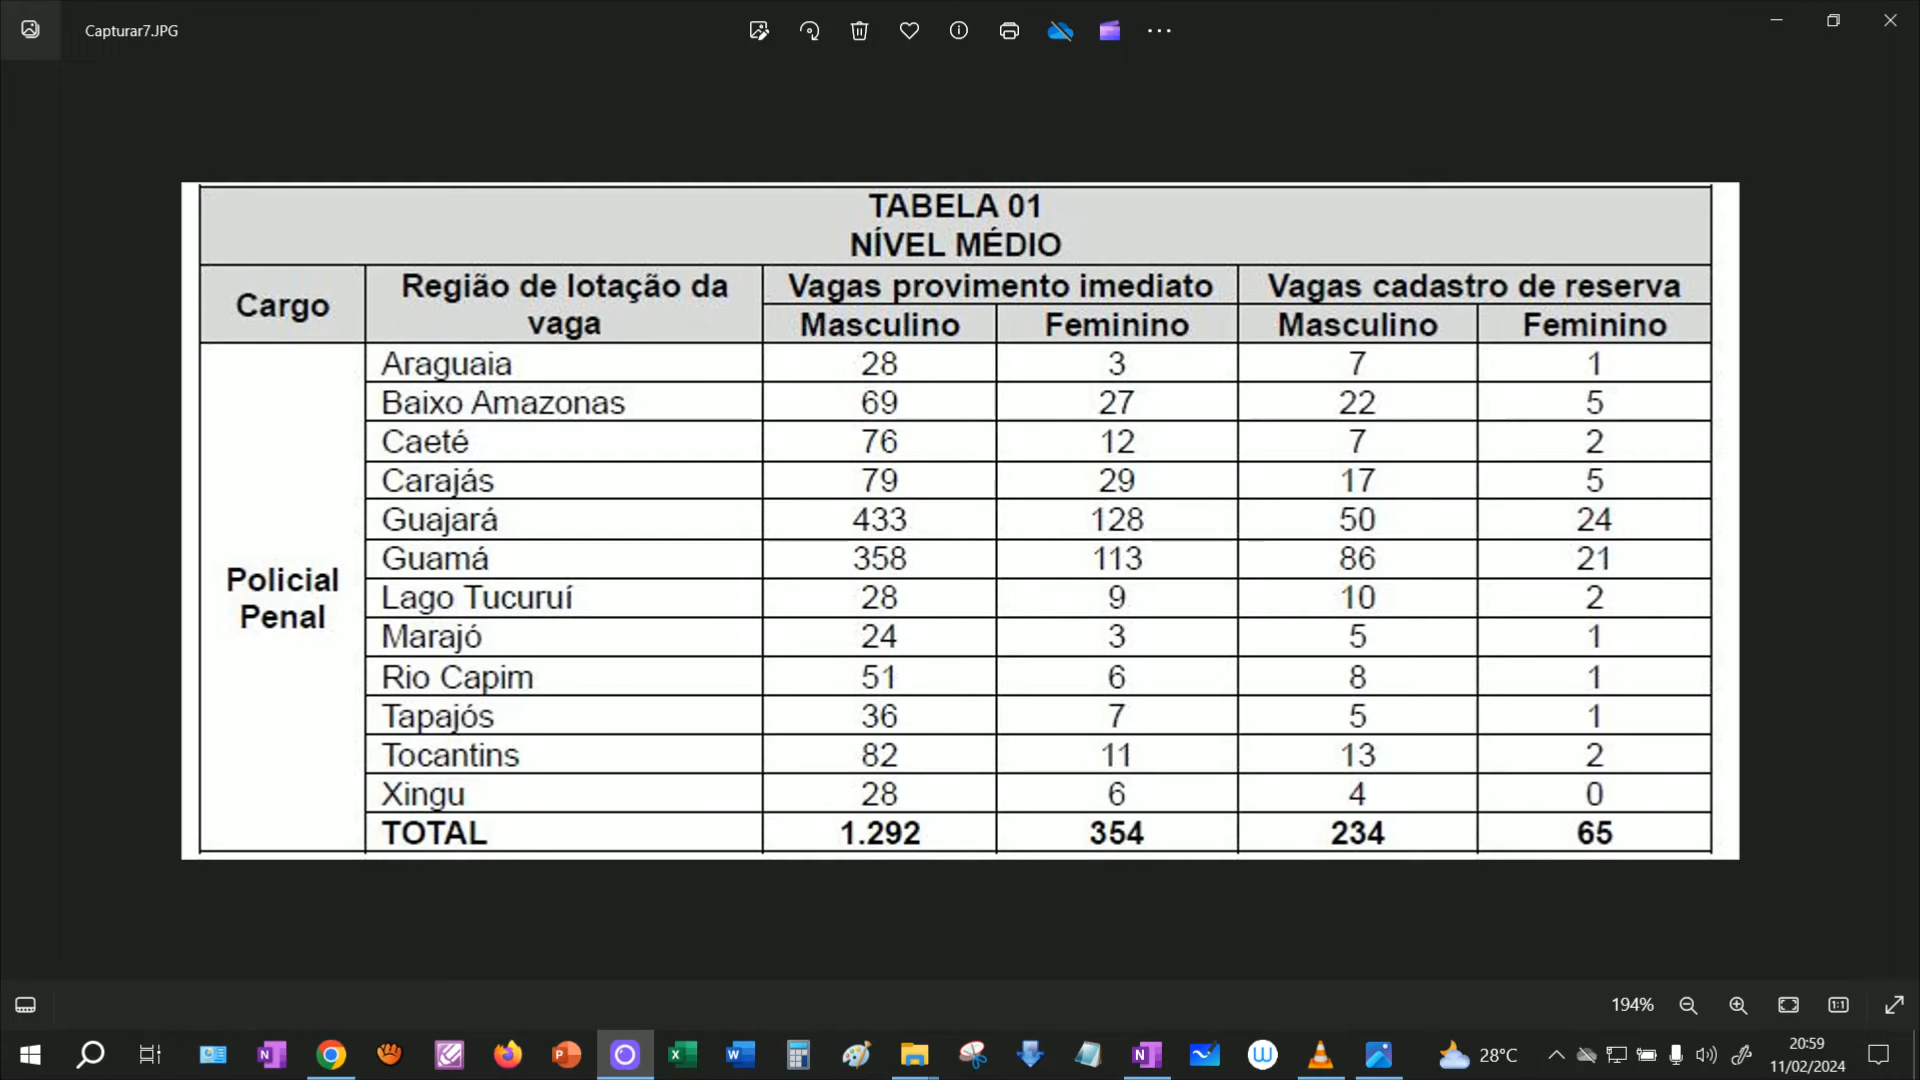 Capturar7.JPG
TABELA 01
NÍVEL MÉDIO
Cargo Região de lotação da vaga Vagas provimento imediato Vagas cadastro de reserva
Masculino Feminino Masculino Feminino
Policial Penal
Araguaia 28 3 7 1
Baixo Amazonas 69 27 22 5
Caeté 76 12 7 2
Carajás 79 29 17 5
Guajará 433 128 50 24
Guamá 358 113 86 21
Lago Tucuruí 28 9 10 2
Marajó 24 3 5 1
Rio Capim 51 6 8 1
Tapajós 36 7 5 1
Tocantins 82 11 13 2
Xingu 28 6 4 0
TOTAL 1.292 354 234 65
194%
28°C
20:59
11/02/2024